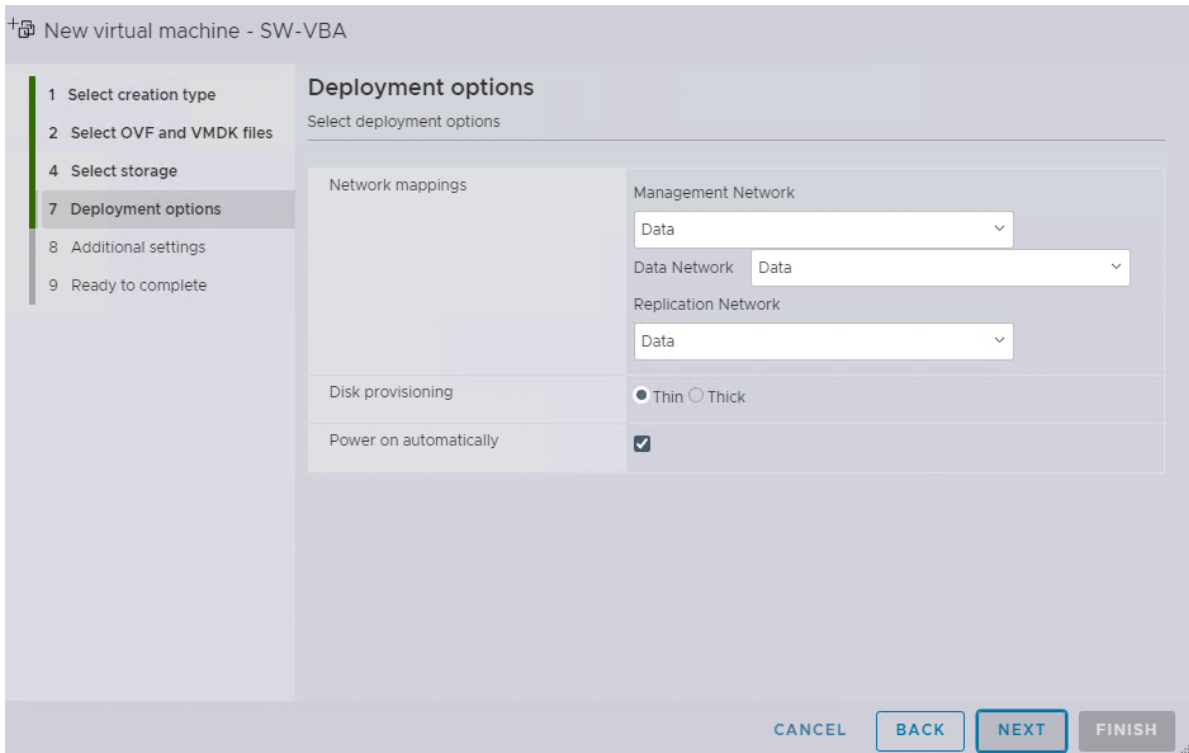 New virtual machine - SW-VBA
1 Select creation type
2 Select OVF and VMDK files
4 Select storage
7 Deployment options
8 Additional settings
9 Ready to complete
Deployment options
Select deployment options
Network mappings
Management Network
Data
Data Network Data
Replication Network
Data
Disk provisioning
Thin Thick
Power on automatically
CANCEL BACK NEXT FINISH